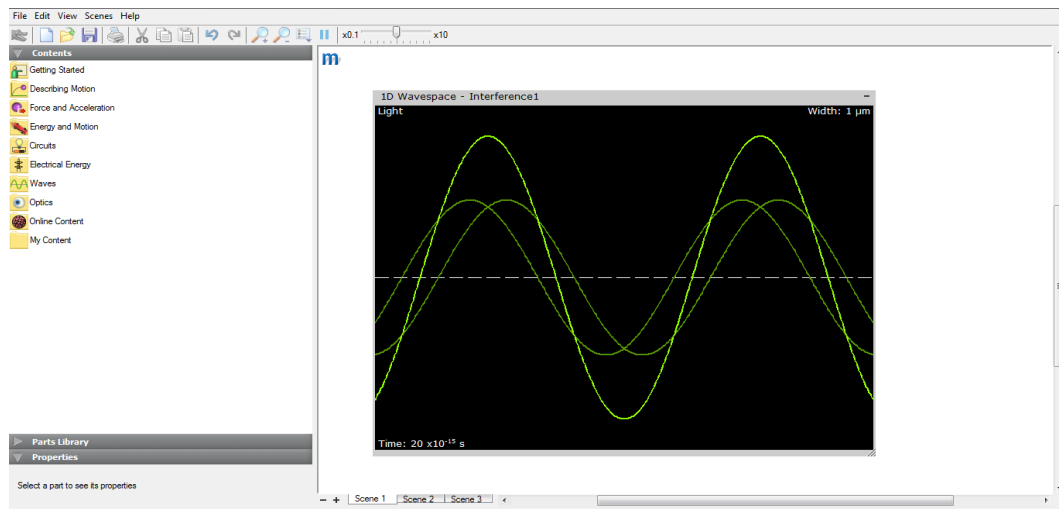 File Edit View Scenes Help
x0.1 x10
Contents
Getting Started
Describing Motion
Force and Acceleration
Energy and Motion
Circuits
Electrical Energy
Waves
Optics
Online Content
My Content
Parts Library
Properties
Select a part to see its properties
m
1D Wavespace - Interference1
Light Width: 1 µm
Time: 20 x10⁻¹⁵ s
Scene 1 Scene 2 Scene 3